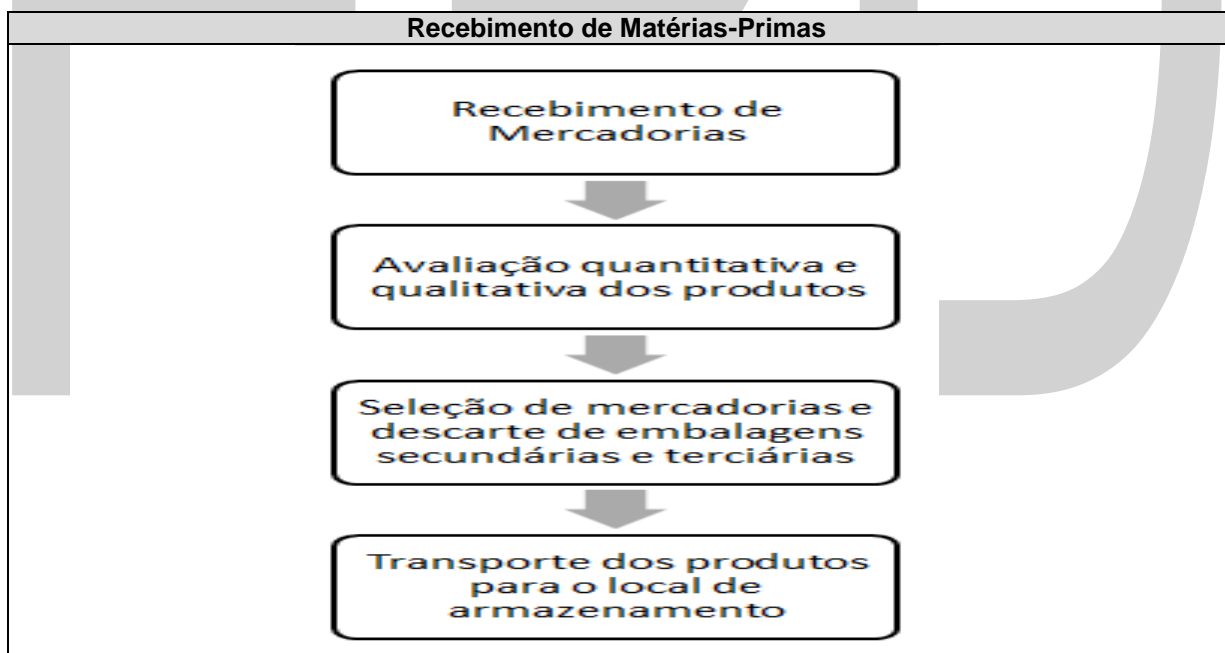 Recebimento de Matérias-Primas
Recebimento de
Mercadorias
Avaliação quantitativa e
qualitativa dos produtos
Seleção de mercadorias e
descarte de embalagens
secundárias e terciárias
Transporte dos produtos
para o local de
armazenamento